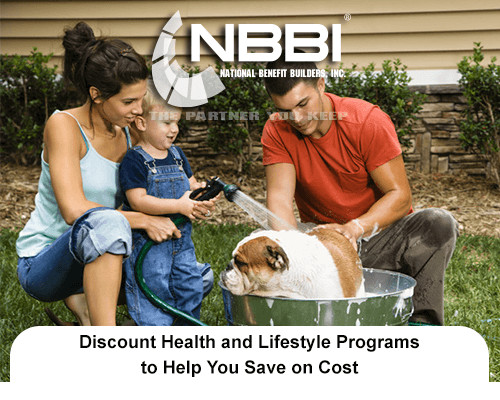 NBBI®
NATIONAL BENEFIT BUILDERS, INC.
THE PARTNER YOU KEEP
Discount Health and Lifestyle Programs
to Help You Save on Cost